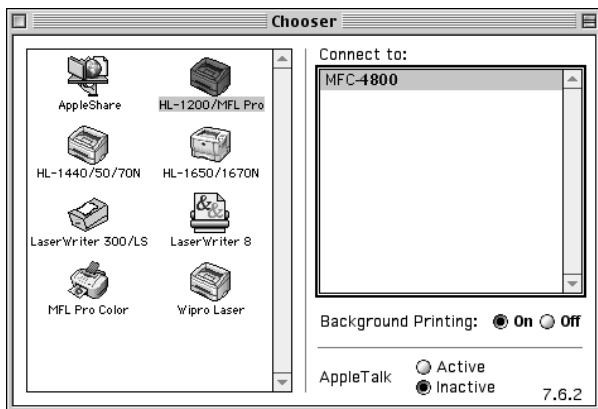 Chooser
AppleShare
HL-1200/MFL Pro
HL-1440/50/70N
HL-1650/1670N
LaserWriter 300/LS
LaserWriter 8
MFL Pro Color
Wipro Laser
Connect to:
MFC-4800
Background Printing: On Off
AppleTalk
Active
Inactive
7.6.2